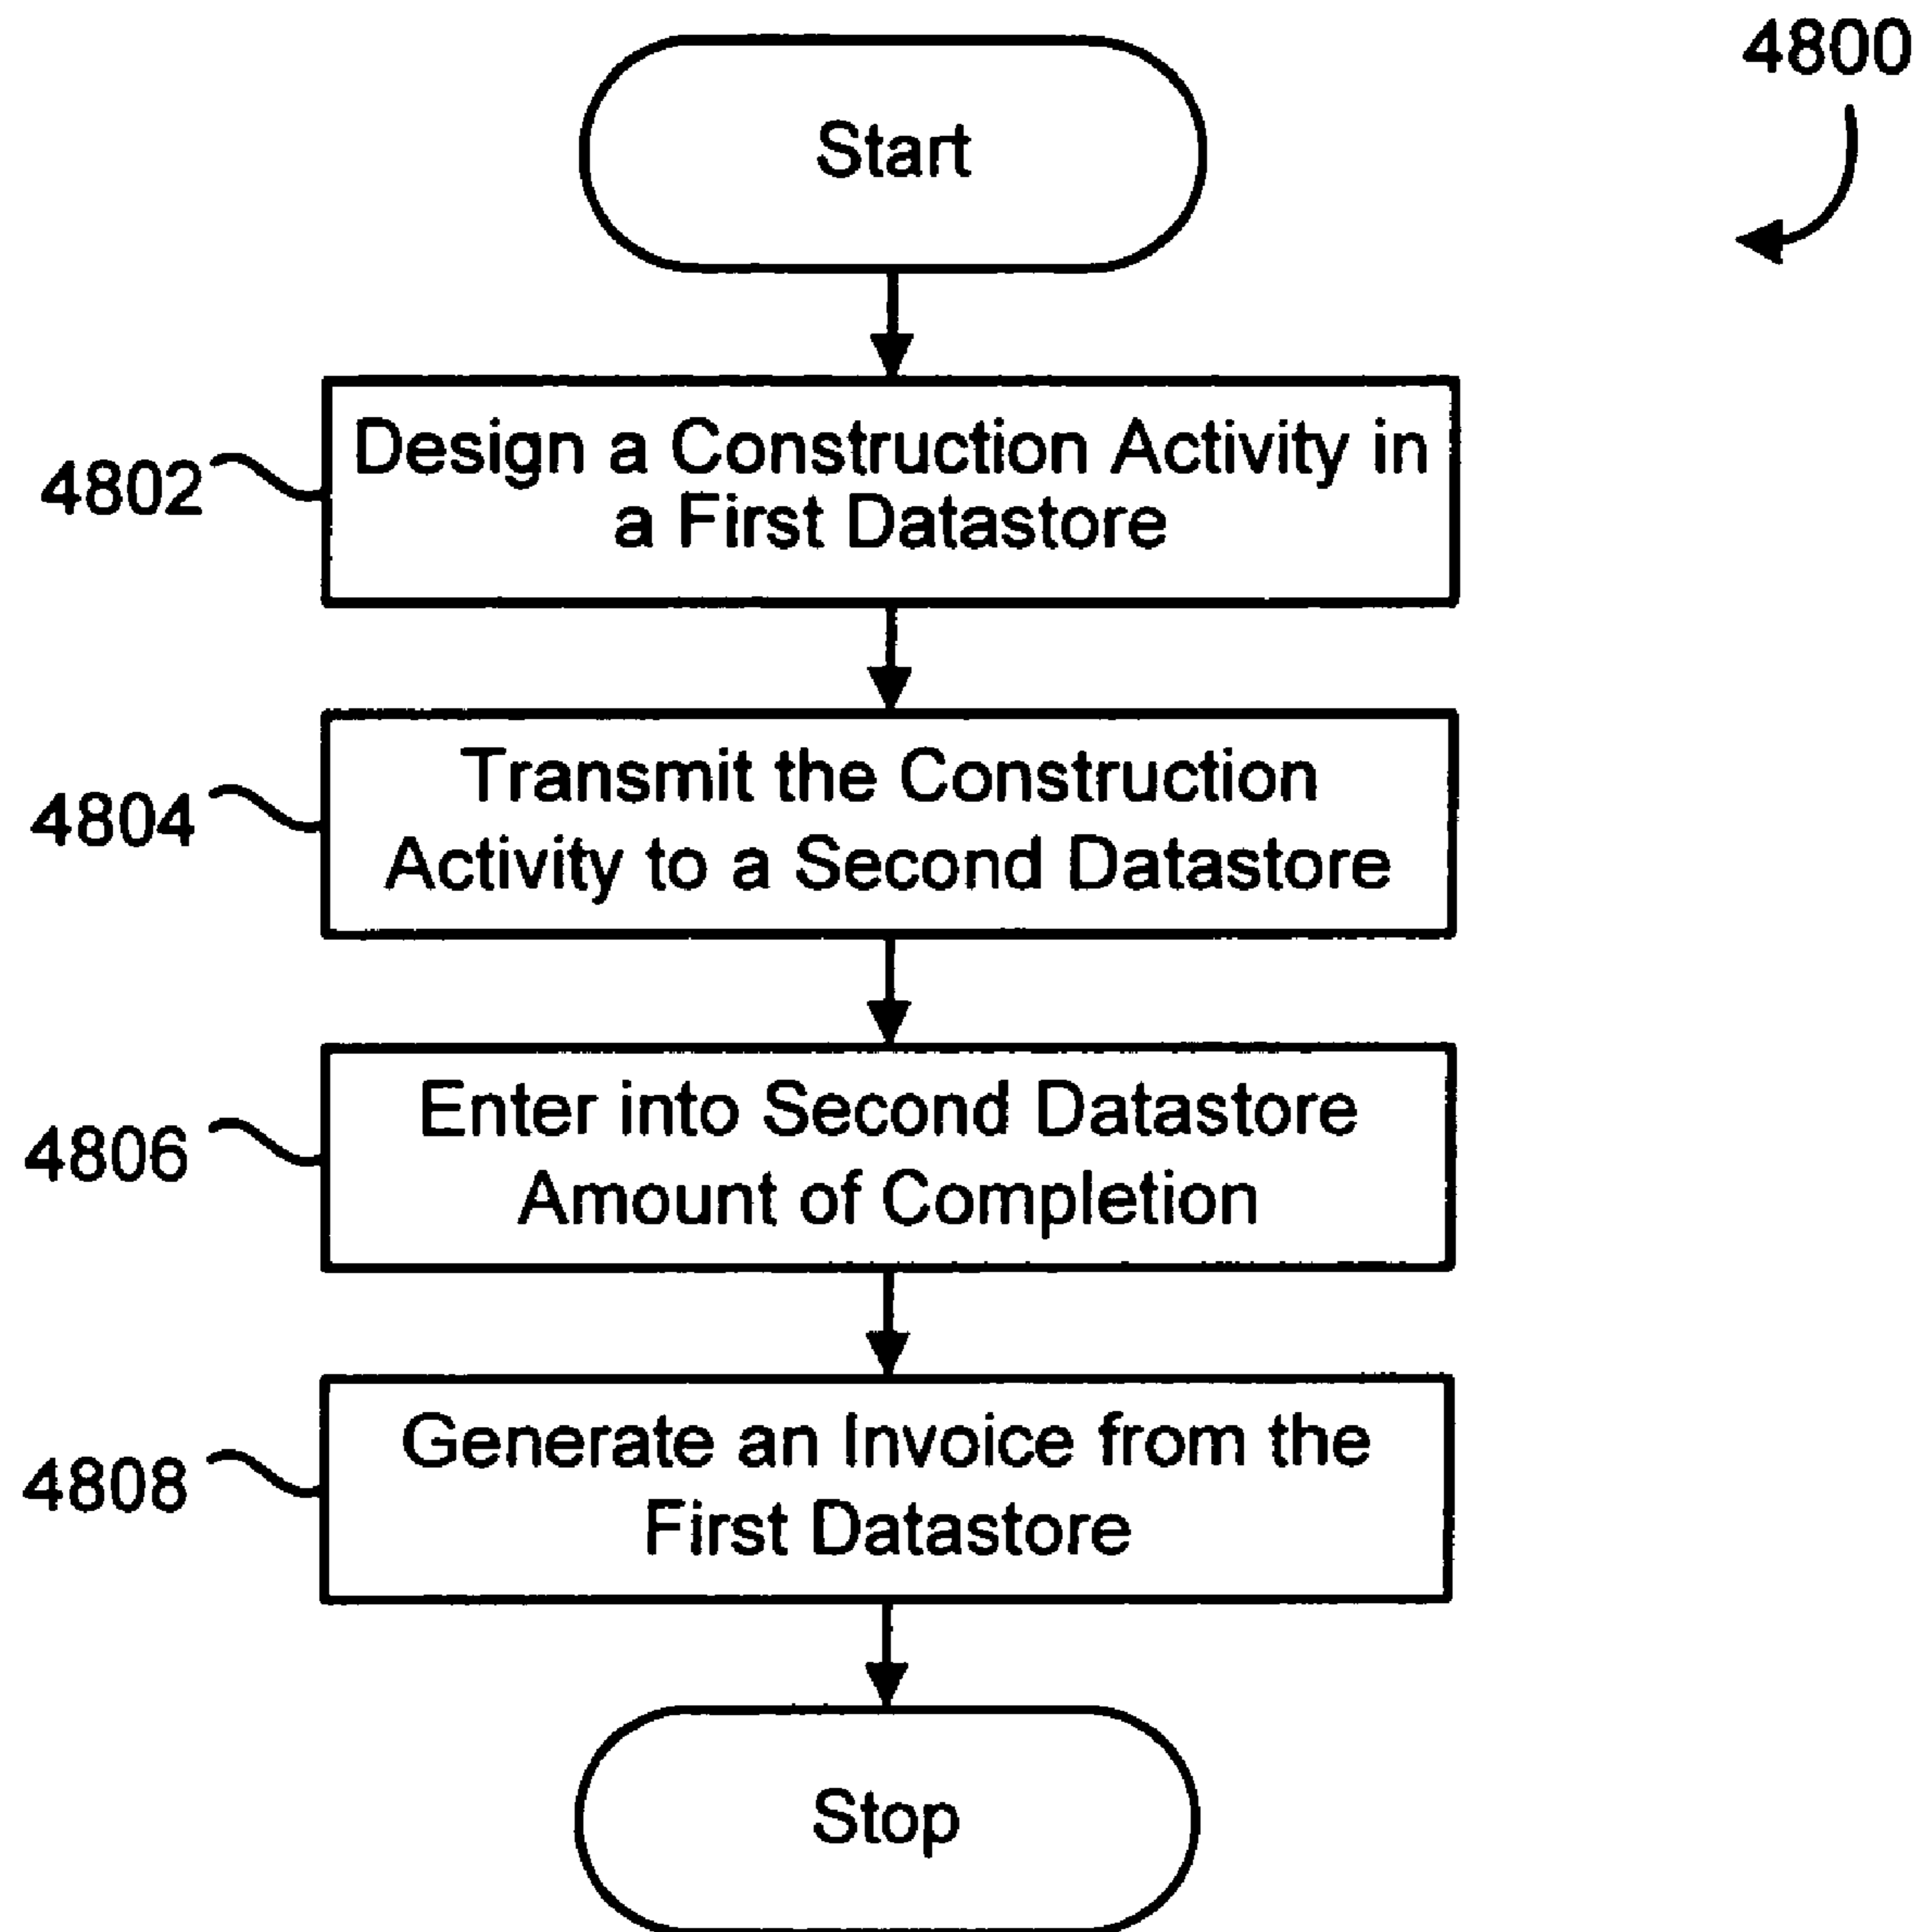 4800
Start
4802
Design a Construction Activity in
a First Datastore
4804
Transmit the Construction
Activity to a Second Datastore
4806
Enter into Second Datastore
Amount of Completion
4808
Generate an Invoice from the
First Datastore
Stop